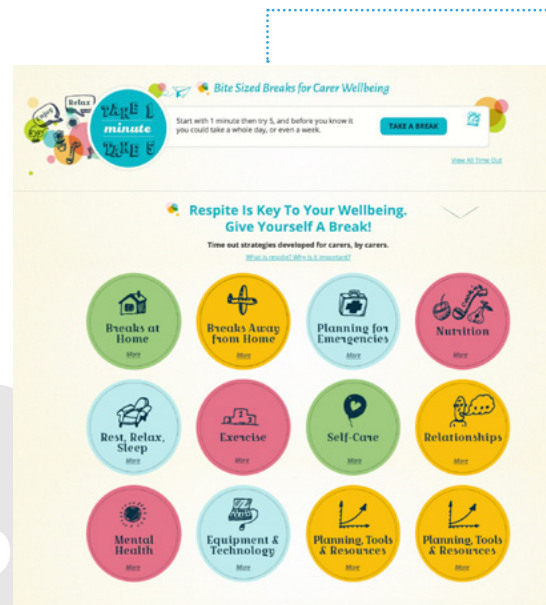 Bite Sized Breaks for Carer Wellbeing
Enjoy
Relax
TAKE 1
minute
TAKE 5
Start with 1 minute then try 5, and before you know it
you could take a whole day, or even a week.
TAKE A BREAK
View All Time Out
Respite Is Key To Your Wellbeing.
Give Yourself A Break!
Time out strategies developed for carers, by carers.
What is respite? Why is it important?
Breaks at
Home
More
Breaks Away
from Home
More
Planning for
Emergencies
More
Nutrition
More
Rest, Relax,
Sleep
More
Exercise
More
Self-Care
More
Relationships
More
Mental
Health
More
Equipment &
Technology
More
Planning, Tools
& Resources
More
Planning, Tools
& Resources
More